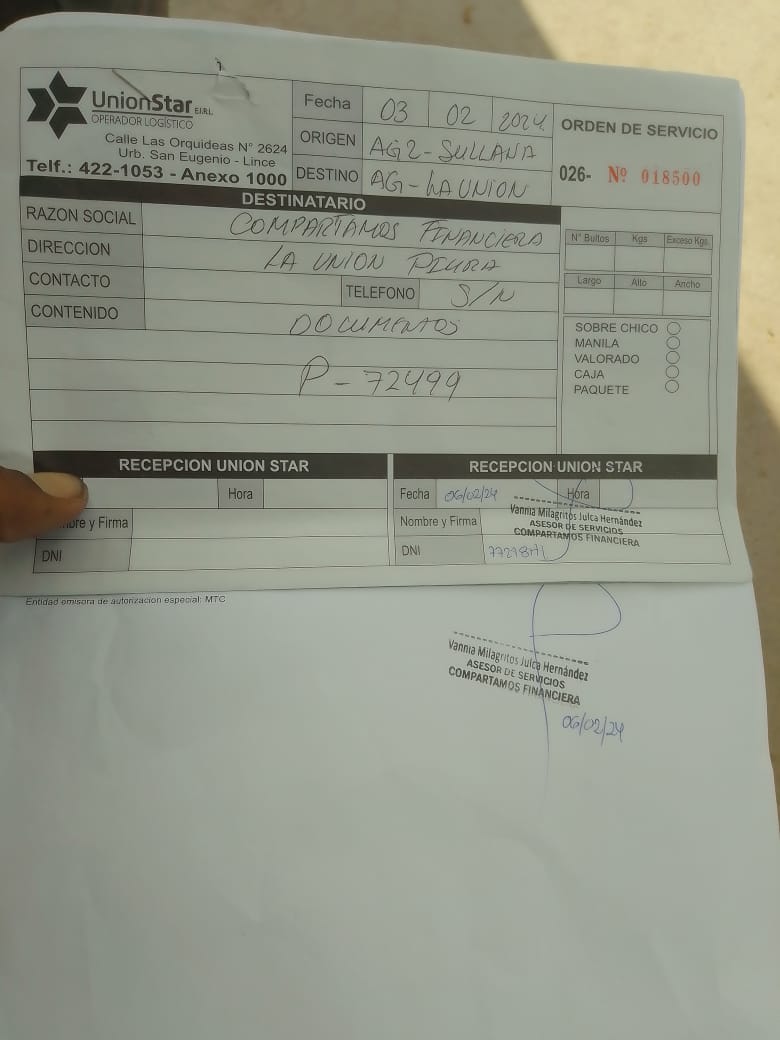 UnionStar E.I.R.L.
OPERADOR LOGÍSTICO
Calle Las Orquideas N° 2624
Urb. San Eugenio - Lince
Telf.: 422-1053 - Anexo 1000
Fecha 03 02 2024
ORIGEN AG2-SULLANA
DESTINO AG-LA UNION
ORDEN DE SERVICIO
026- Nº 018500
DESTINATARIO
RAZON SOCIAL COMPARTAMOS FINANCIERA
DIRECCION LA UNION PIURA
CONTACTO TELEFONO S/N
CONTENIDO DOCUMENTOS
P-72499
N° Bultos Kgs Exceso Kgs
Largo Alto Ancho
SOBRE CHICO
MANILA
VALORADO
CAJA
PAQUETE
RECEPCION UNION STAR
Hora
bre y Firma
DNI
RECEPCION UNION STAR
Fecha 06/02/24 Hora
Nombre y Firma
Vannia Milagritos Julca Hernández
ASESOR DE SERVICIOS
COMPARTAMOS FINANCIERA
DNI
Entidad emisora de autorización especial: MTC
Vannia Milagritos Julca Hernández
ASESOR DE SERVICIOS
COMPARTAMOS FINANCIERA
06/02/24